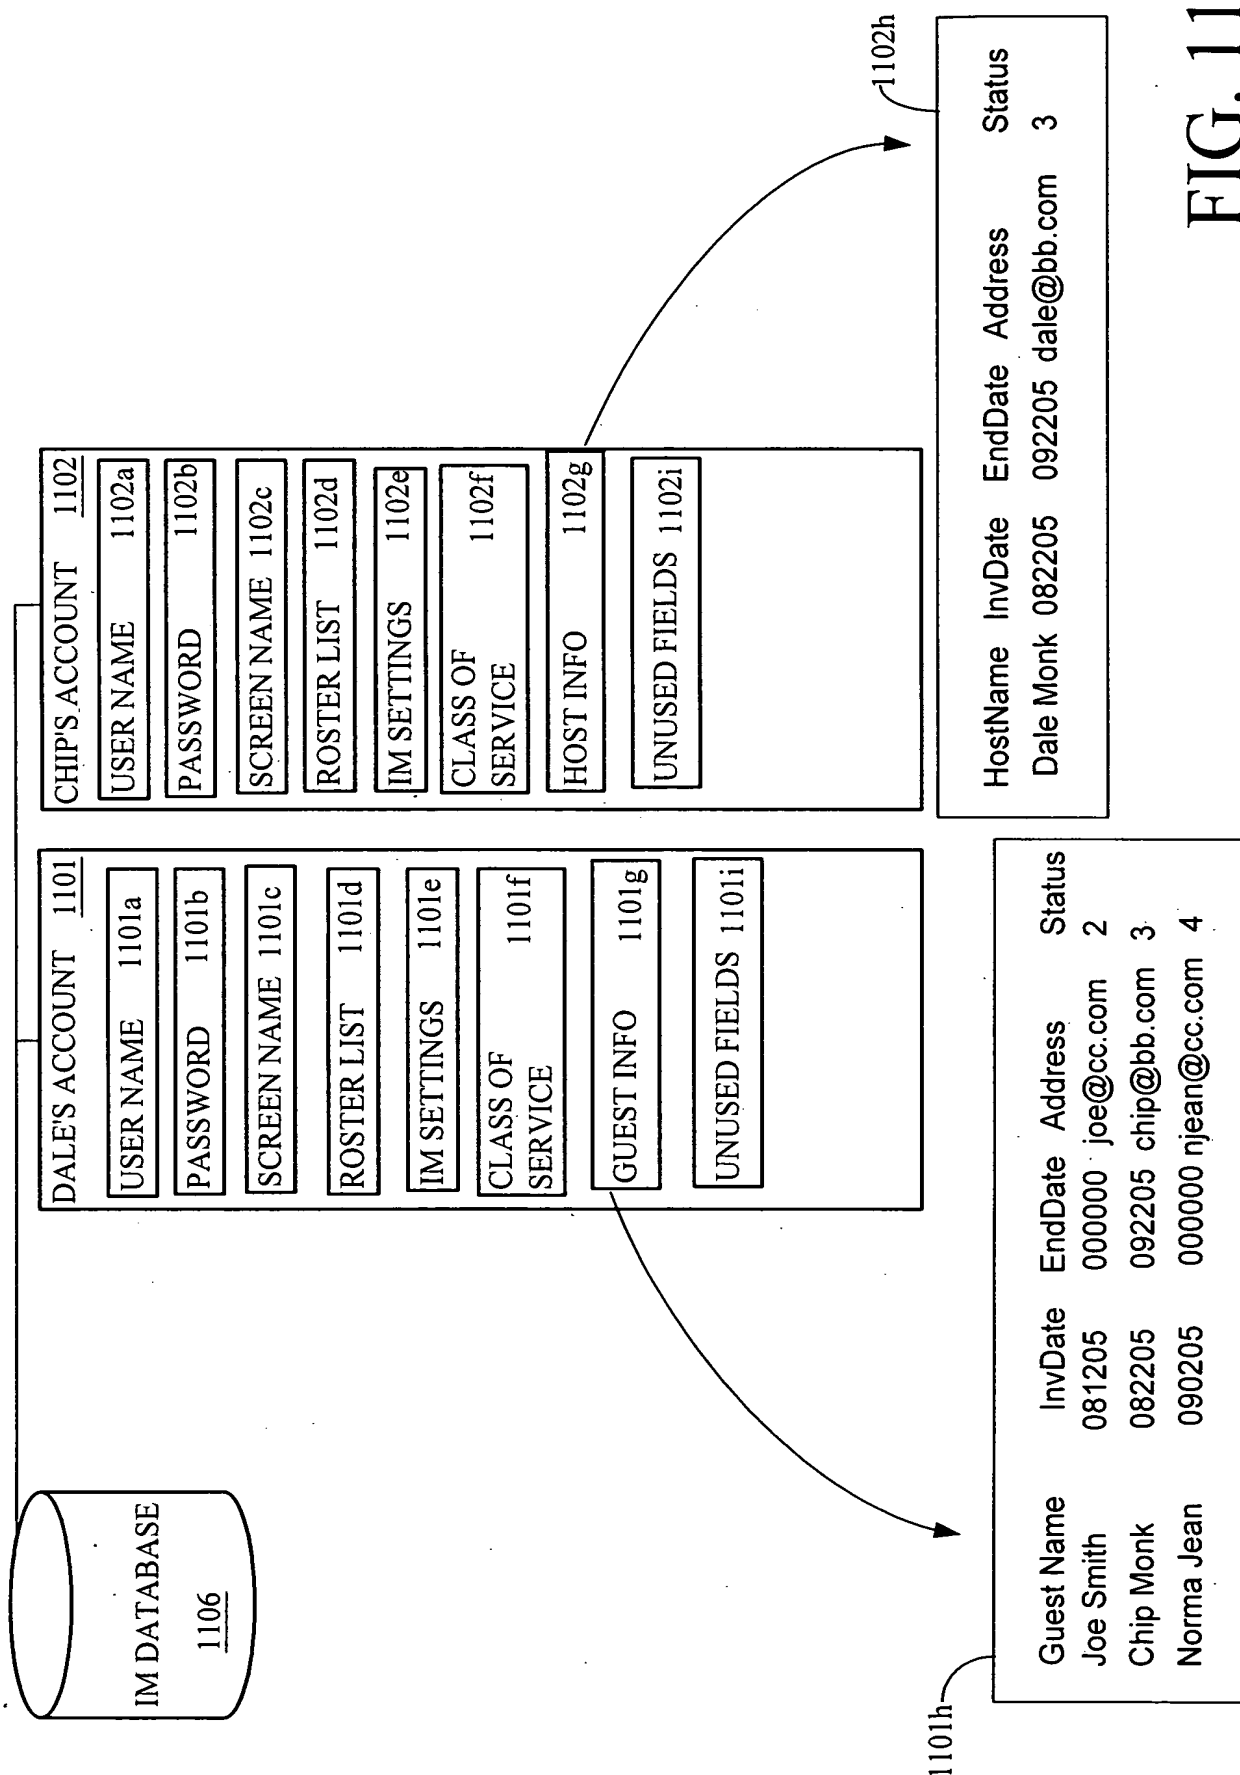 IM DATABASE
1106
DALE'S ACCOUNT 1101
USER NAME 1101a
PASSWORD 1101b
SCREEN NAME 1101c
ROSTER LIST 1101d
IM SETTINGS 1101e
CLASS OF
SERVICE 1101f
GUEST INFO 1101g
UNUSED FIELDS 1101i
CHIP'S ACCOUNT 1102
USER NAME 1102a
PASSWORD 1102b
SCREEN NAME 1102c
ROSTER LIST 1102d
IM SETTINGS 1102e
CLASS OF
SERVICE 1102f
HOST INFO 1102g
UNUSED FIELDS 1102i
1101h
Guest Name InvDate EndDate Address Status
Joe Smith 081205 000000 joe@cc.com 2
Chip Monk 082205 092205 chip@bb.com 3
Norma Jean 090205 000000 njean@cc.com 4
1102h
HostName InvDate EndDate Address Status
Dale Monk 082205 092205 dale@bb.com 3
FIG. 11